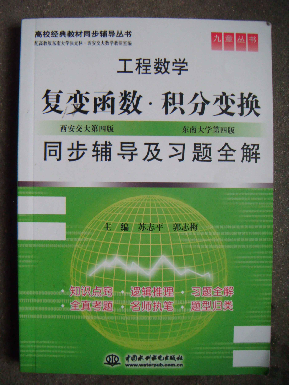 高校经典教材同步辅导丛书
九章丛书
工程数学
复变函数·积分变换
西安交大第四版 东南大学第四版
同步辅导及习题全解
主 编 苏志平 郭志梅
·知识点窍 ·逻辑推理 ·习题全解
·全真考题 ·名师执笔 ·题型归类
中国水利水电出版社